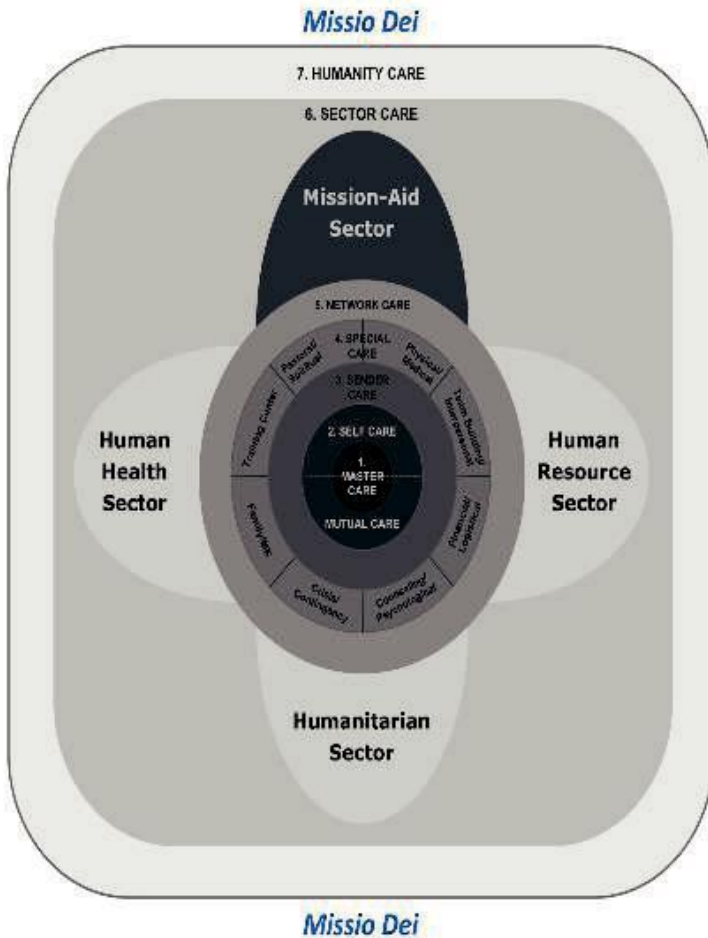 Missio Dei
7. HUMANITY CARE
6. SECTOR CARE
Mission-Aid
Sector
5. NETWORK CARE
4. SPECIAL
CARE
Pastoral/
Spiritual
Physical/
Medical
Training Career
Team Building/
Interpersonal
3. SENDER
CARE
2. SELF CARE
1.
MASTER
CARE
MUTUAL CARE
Human
Health
Sector
Human
Resource
Sector
Family/
Financial/
Logistical
Crisis/
Contingency
Counseling/
Psychological
Humanitarian
Sector
Missio Dei